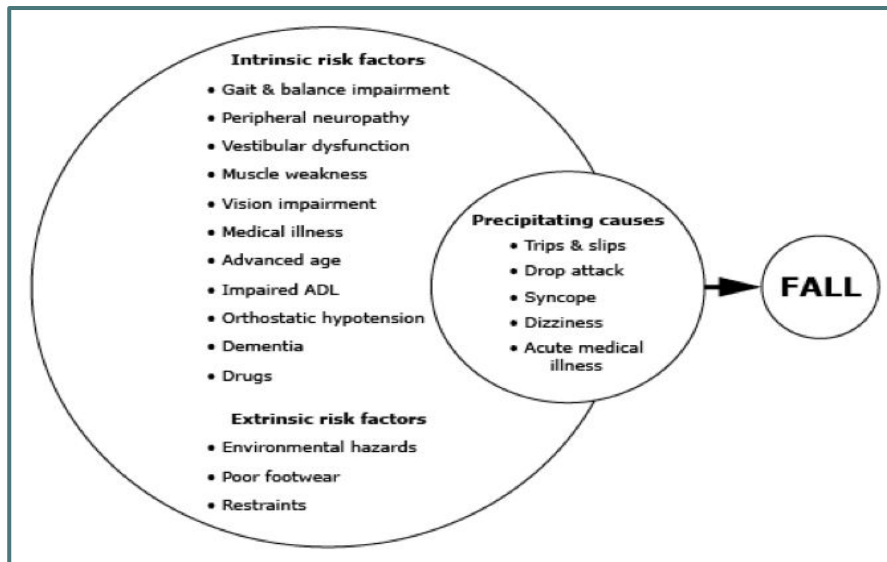 Intrinsic risk factors
• Gait & balance impairment
• Peripheral neuropathy
• Vestibular dysfunction
• Muscle weakness
• Vision impairment
• Medical illness
• Advanced age
• Impaired ADL
• Orthostatic hypotension
• Dementia
• Drugs
Extrinsic risk factors
• Environmental hazards
• Poor footwear
• Restraints
Precipitating causes
• Trips & slips
• Drop attack
• Syncope
• Dizziness
• Acute medical
illness
FALL